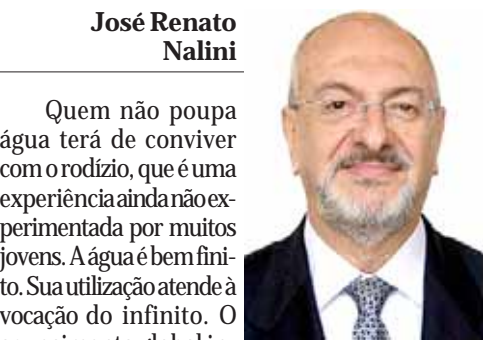 José Renato
Nalini
Quem não poupa
água terá de conviver
com o rodízio, que é uma
experiência ainda não ex-
perimentada por muitos
jovens. A água é bem fini-
to. Sua utilização atende à
vocação do infinito. O